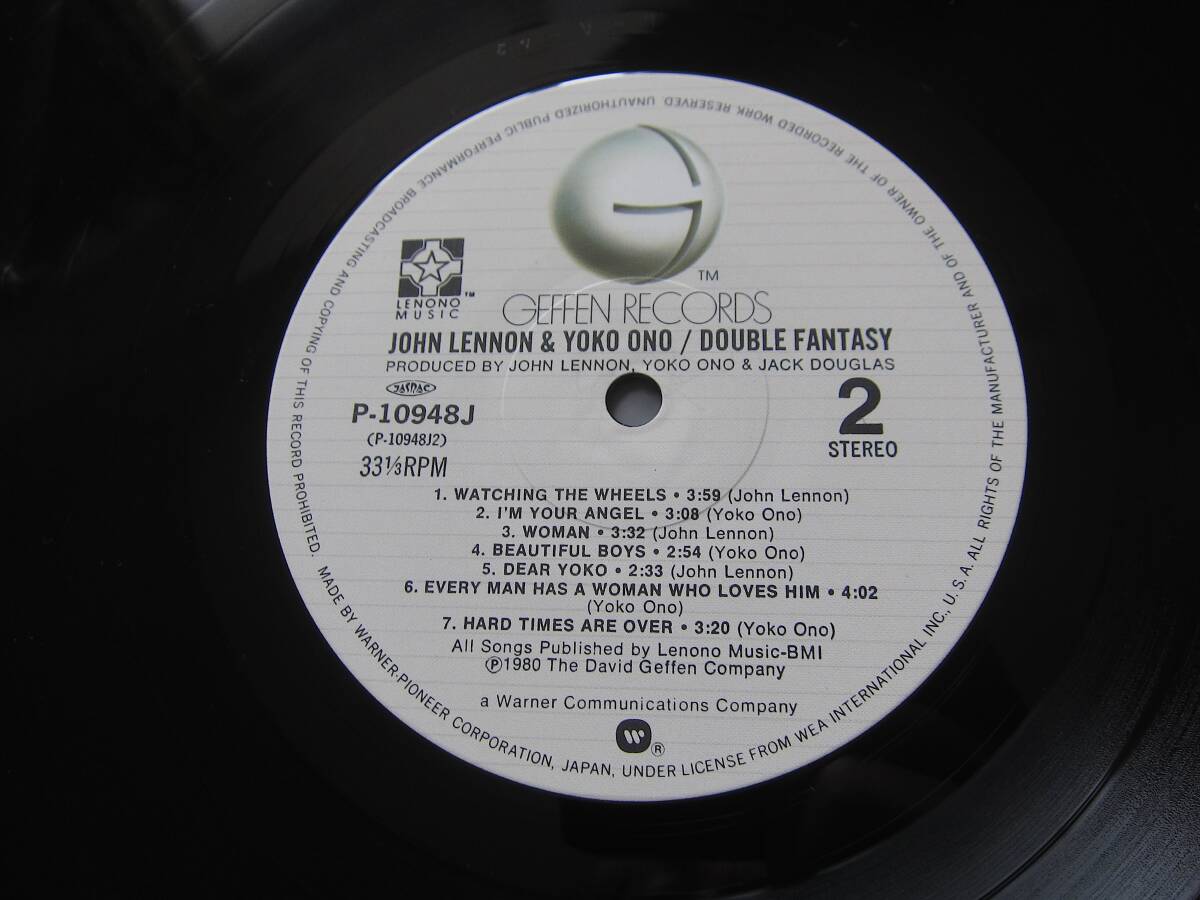 TM
LENONO TM
MUSIC
GEFFEN RECORDS
JOHN LENNON & YOKO ONO / DOUBLE FANTASY
PRODUCED BY JOHN LENNON, YOKO ONO & JACK DOUGLAS
JASRAC
P-10948J
(P-10948J2)
33⅓RPM
2
STEREO
1. WATCHING THE WHEELS • 3:59 (John Lennon)
2. I'M YOUR ANGEL • 3:08 (Yoko Ono)
3. WOMAN • 3:32 (John Lennon)
4. BEAUTIFUL BOYS • 2:54 (Yoko Ono)
5. DEAR YOKO • 2:33 (John Lennon)
6. EVERY MAN HAS A WOMAN WHO LOVES HIM • 4:02
(Yoko Ono)
7. HARD TIMES ARE OVER • 3:20 (Yoko Ono)
All Songs Published by Lenono Music-BMI
℗1980 The David Geffen Company
a Warner Communications Company
W ®
MADE BY WARNER-PIONEER CORPORATION, JAPAN, UNDER LICENSE FROM WEA INTERNATIONAL INC., U.S.A. ALL RIGHTS OF THE MANUFACTURER AND OF THE OWNER OF THE RECORDED WORK RESERVED. UNAUTHORIZED PUBLIC PERFORMANCE BROADCASTING AND COPYING OF THIS RECORD PROHIBITED.